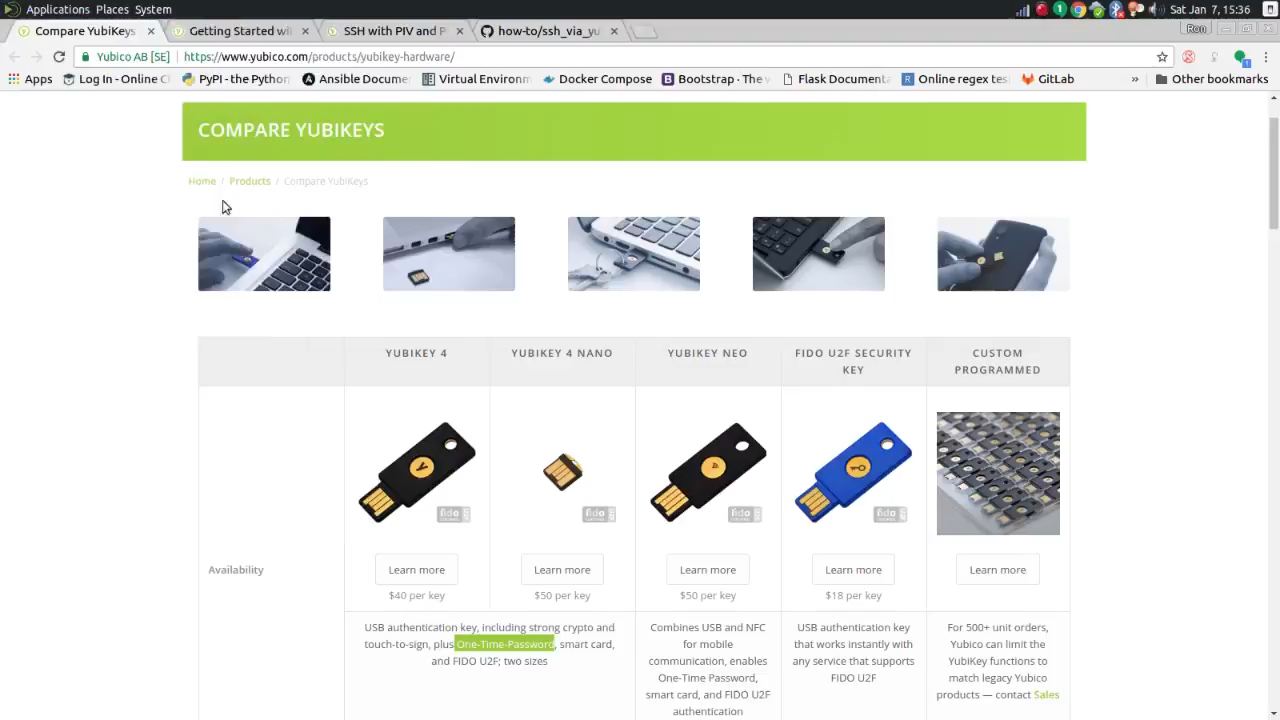 Applications Places System
1
Sat Jan 7, 15:36
Compare YubiKeys
Getting Started wi
SSH with PIV and P
how-to/ssh_via_yu
Ron
Yubico AB [SE]
https://www.yubico.com/products/yubikey-hardware/
Apps
Log In - Online Cl
PyPI - the Python
Ansible Docume
Virtual Environm
Docker Compose
Bootstrap · The w
Flask Documenta
Online regex tes
GitLab
»
Other bookmarks
COMPARE YUBIKEYS
Home / Products / Compare YubiKeys
YUBIKEY 4
YUBIKEY 4 NANO
YUBIKEY NEO
FIDO U2F SECURITY
KEY
CUSTOM
PROGRAMMED
fido
fido
fido
fido
Availability
Learn more
$40 per key
Learn more
$50 per key
Learn more
$50 per key
Learn more
$18 per key
Learn more
USB authentication key, including strong crypto and
touch-to-sign, plus One-Time-Password, smart card,
and FIDO U2F; two sizes
Combines USB and NFC
for mobile
communication, enables
One-Time Password,
smart card, and FIDO U2F
authentication
USB authentication key
that works instantly with
any service that supports
FIDO U2F
For 500+ unit orders,
Yubico can limit the
YubiKey functions to
match legacy Yubico
products — contact Sales